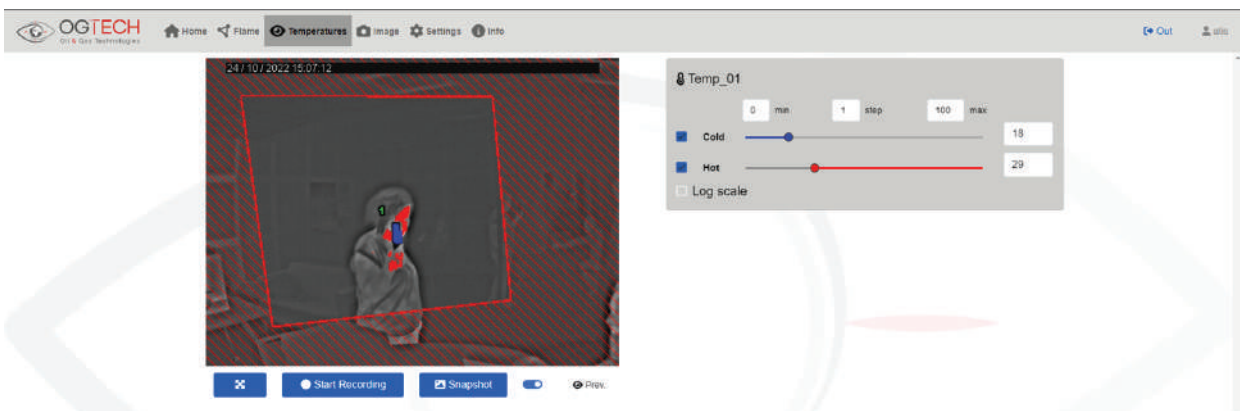 OGTECH
Oil & Gas Technologies
Home Flame Temperatures Image Settings Info
Out
24 / 10 / 2022 15:07:12
1
Start Recording Snapshot Prev.
Temp_01
0 min 1 step 100 max
Cold 18
Hot 29
Log scale